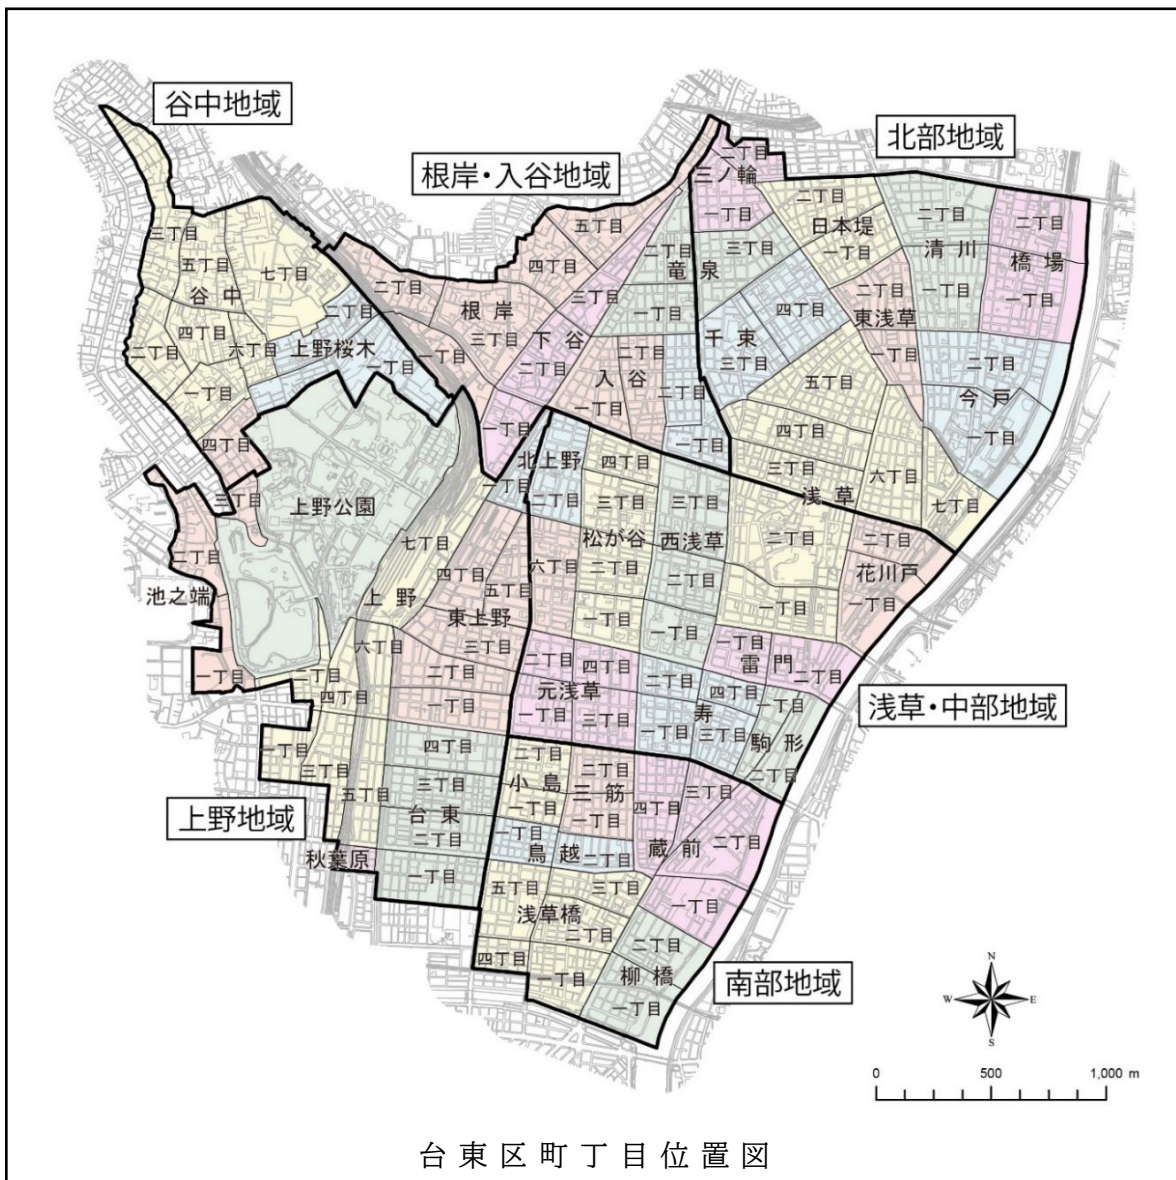 谷中地域
北部地域
根岸・入谷地域
二丁目
三ノ輪
一丁目
五丁目
四丁目
二丁目
日本堤
一丁目
二丁目
清川
一丁目
二丁目
橋場
一丁目
三丁目
五丁目
七丁目
谷中
四丁目
二丁目
六丁目
一丁目
二丁目
上野桜木
一丁目
二丁目
根岸
三丁目
一丁目
三丁目
下谷
二丁目
一丁目
二丁目
竜泉
三丁目
一丁目
四丁目
千束
三丁目
二丁目
一丁目
二丁目
入谷
一丁目
二丁目
東浅草
一丁目
二丁目
今戸
一丁目
五丁目
四丁目
三丁目
浅草
六丁目
七丁目
二丁目
一丁目
四丁目
三丁目
二丁目
池之端
一丁目
上野公園
北上野
一丁目
二丁目
四丁目
三丁目
松が谷
二丁目
一丁目
三丁目
西浅草
二丁目
一丁目
二丁目
花川戸
一丁目
七丁目
上野
六丁目
二丁目
四丁目
一丁目
三丁目
五丁目
四丁目
五丁目
六丁目
東上野
三丁目
二丁目
一丁目
二丁目
四丁目
元浅草
一丁目
三丁目
二丁目
四丁目
寿
一丁目
三丁目
一丁目
雷門
二丁目
一丁目
駒形
二丁目
浅草・中部地域
上野地域
秋葉原
四丁目
三丁目
台東
二丁目
一丁目
二丁目
小島
一丁目
二丁目
三筋
一丁目
一丁目
鳥越
二丁目
三丁目
四丁目
蔵前
二丁目
一丁目
五丁目
三丁目
浅草橋
二丁目
四丁目
一丁目
二丁目
柳橋
一丁目
南部地域
N
W
E
S
0 500 1,000 m
台東区町丁目位置図